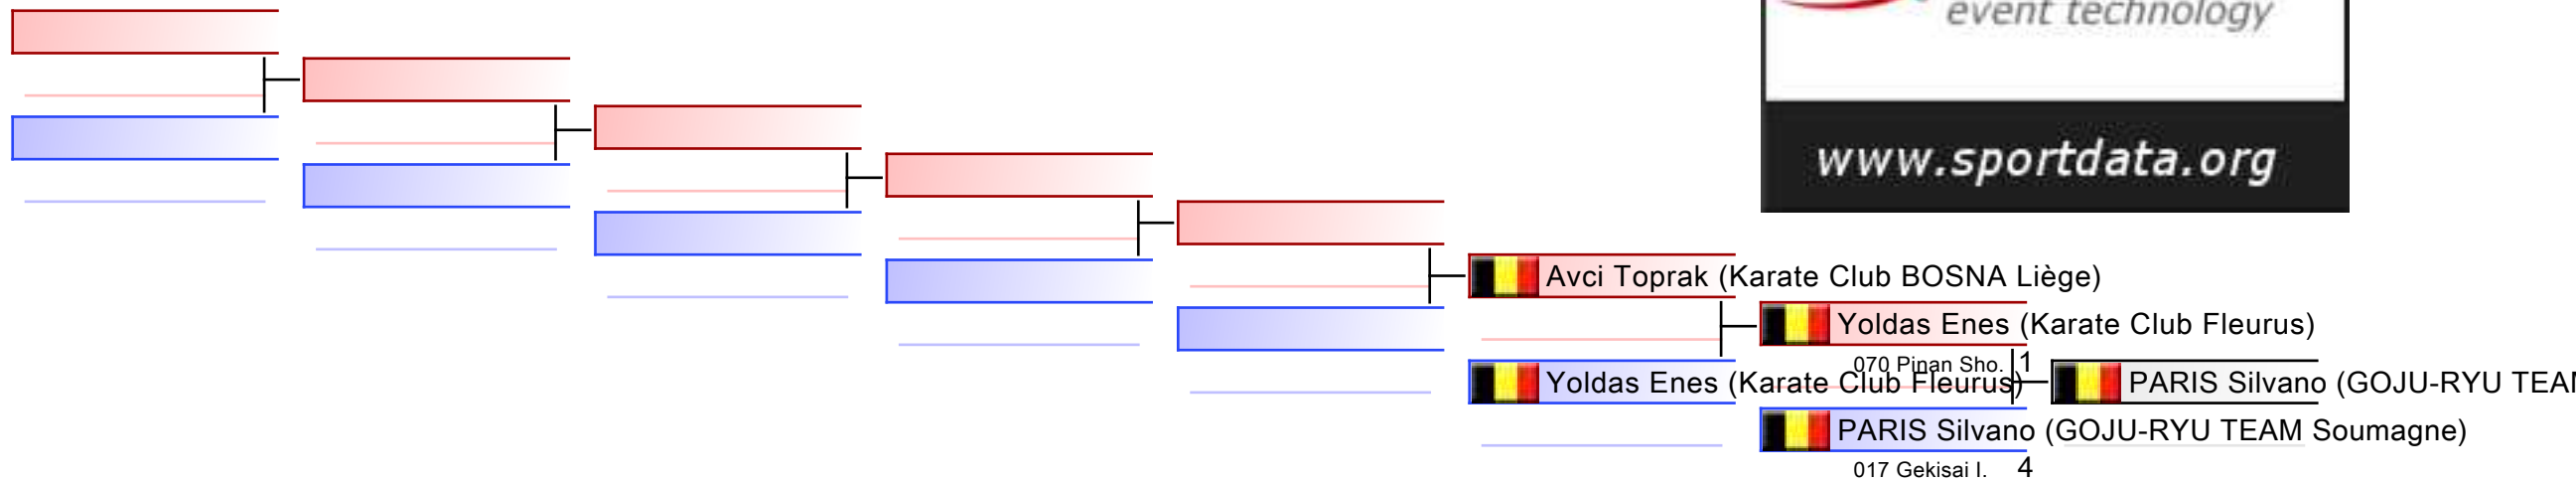 event technology
www.sportdata.org
Avci Toprak (Karate Club BOSNA Liège)
Yoldas Enes (Karate Club Fleurus)
070 Pinan Sho. 1
Yoldas Enes (Karate Club Fleurus)
PARIS Silvano (GOJU-RYU
PARIS Silvano (GOJU-RYU TEAM Soumagne)
017 Gekisai I. 4